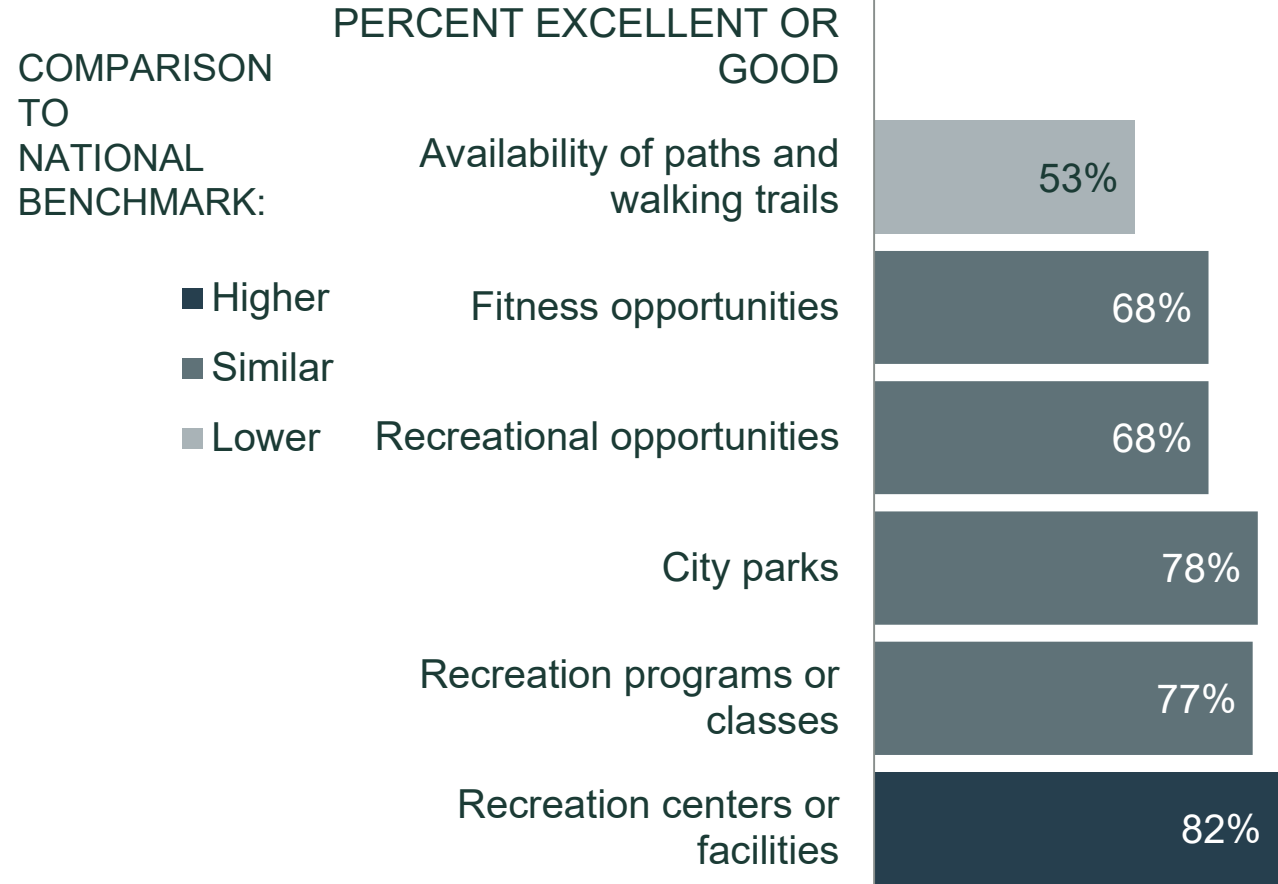 PERCENT EXCELLENT OR
GOOD
COMPARISON
TO
NATIONAL
BENCHMARK:
Higher
Similar
Lower
Availability of paths and
walking trails
53%
Fitness opportunities
68%
Recreational opportunities
68%
City parks
78%
Recreation programs or
classes
77%
Recreation centers or
facilities
82%